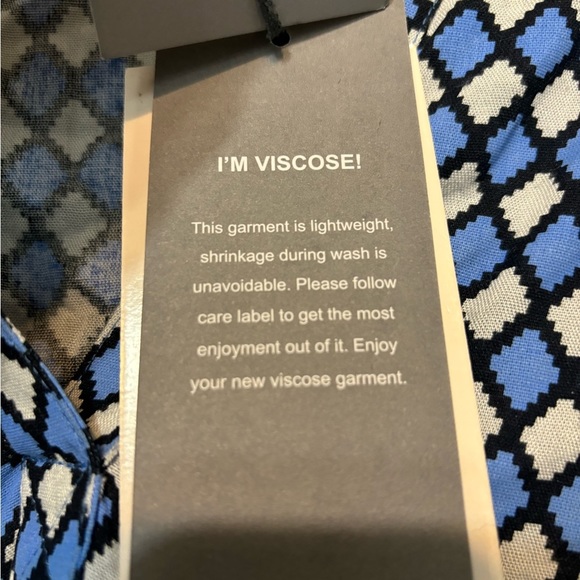 I'M VISCOSE!
This garment is lightweight,
shrinkage during wash is
unavoidable. Please follow
care label to get the most
enjoyment out of it. Enjoy
your new viscose garment.